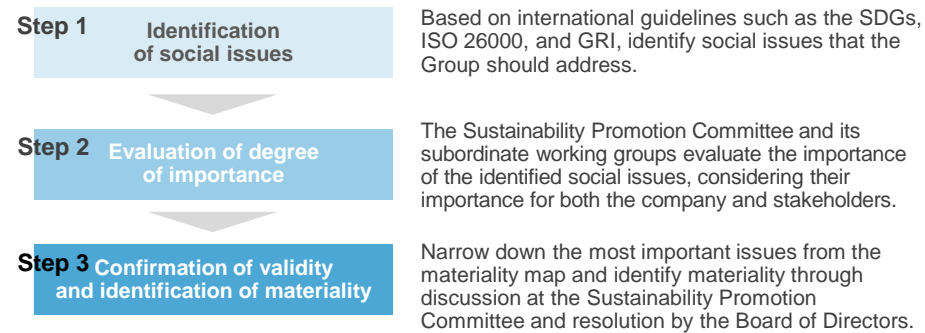 Step 1
Identification
of social issues
Based on international guidelines such as the SDGs,
ISO 26000, and GRI, identify social issues that the
Group should address.
Step 2
Evaluation of degree
of importance
The Sustainability Promotion Committee and its
subordinate working groups evaluate the importance
of the identified social issues, considering their
importance for both the company and stakeholders.
Step 3
Confirmation of validity
and identification of materiality
Narrow down the most important issues from the
materiality map and identify materiality through
discussion at the Sustainability Promotion
Committee and resolution by the Board of Directors.